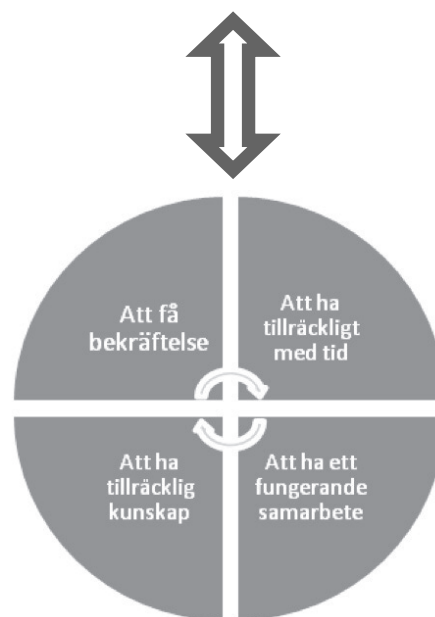 Att få
bekräftelse
Att ha
tillräckligt
med tid
Att ha
tillräcklig
kunskap
Att ha ett
fungerande
samarbete